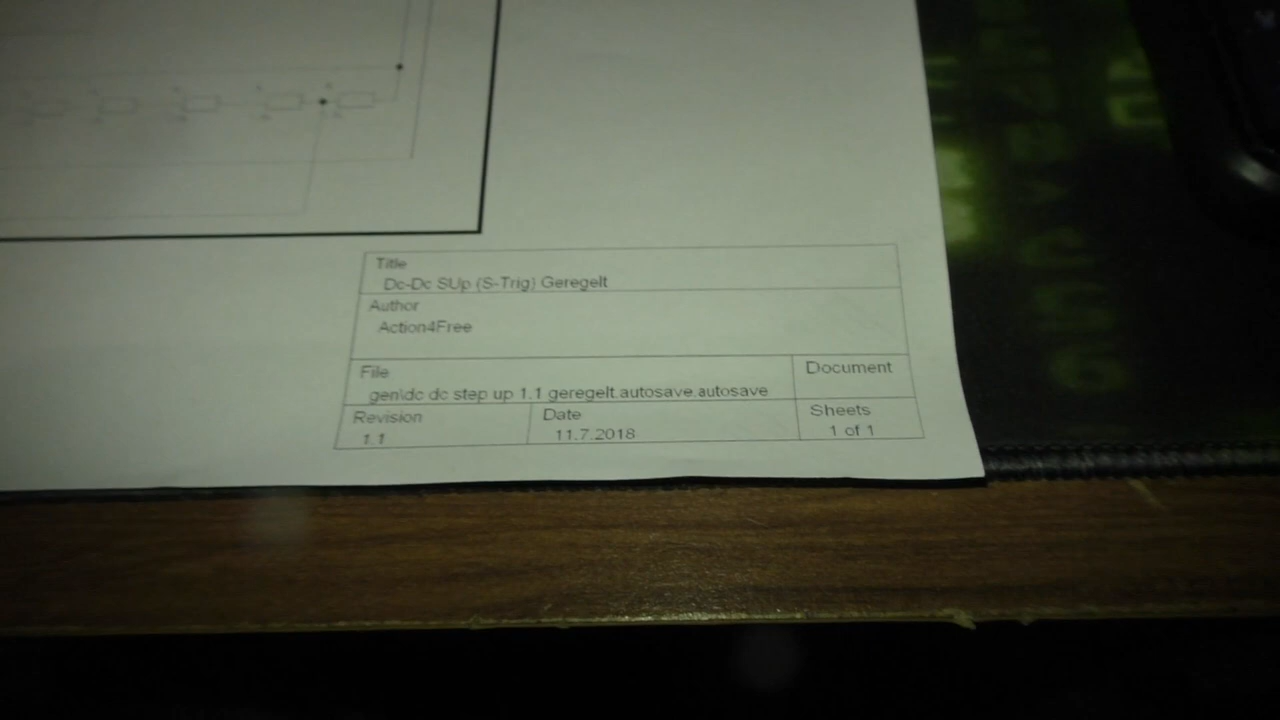 Title
Dc-Dc SUp (S-Trig) Geregelt
Author
Action4Free
File
gen\dc dc step up 1.1 geregelt.autosave.autosave
Document
Revision
1.1
Date
11.7.2018
Sheets
1 of 1